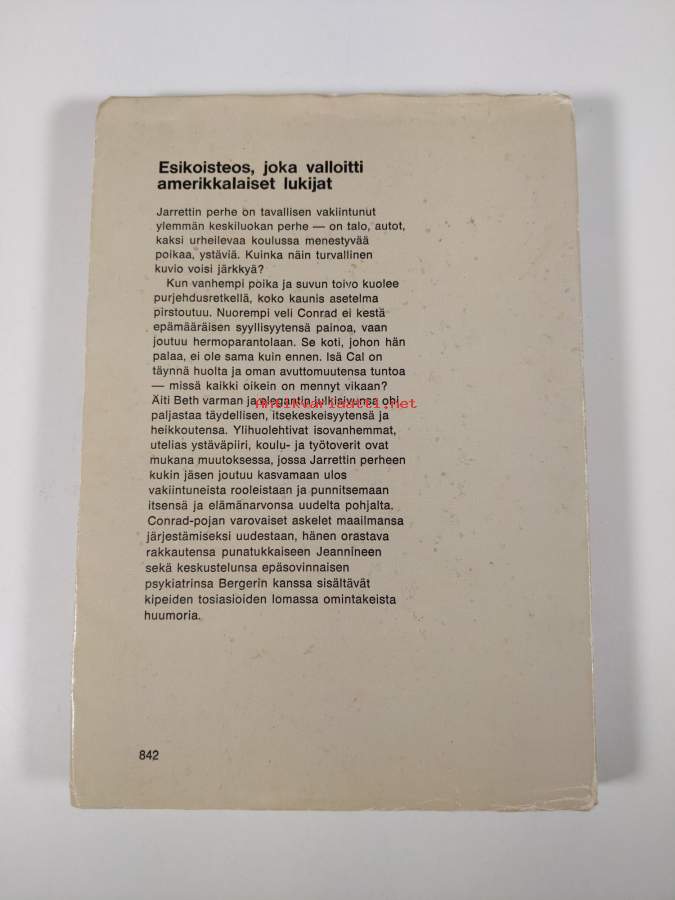 Esikoisteos, joka valloitti
amerikkalaiset lukijat
Jarrettin perhe on tavallisen vakiintunut
ylemmän keskiluokan perhe — on talo, autot,
kaksi urheilevaa koulussa menestyvää
poikaa, ystäviä. Kuinka näin turvallinen
kuvio voisi järkkyä?
Kun vanhempi poika ja suvun toivo kuolee
purjehdusretkellä, koko kaunis asetelma
pirstoutuu. Nuorempi veli Conrad ei kestä
epämääräisen syyllisyytensä painoa, vaan
joutuu hermoparantolaan. Se koti, johon hän
palaa, ei ole sama kuin ennen. Isä Cal on
täynnä huolta ja oman avuttomuutensa tuntoa
— missä kaikki oikein on mennyt vikaan?
Äiti Beth varman ja elegantin julkisivunsa ohi
Antikvariaatti.net
paljastaa täydellisen, itsekeskeisyytensä ja
heikkoutensa. Ylihuolehtivat isovanhemmat,
utelias ystäväpiiri, koulu- ja työtoverit ovat
mukana muutoksessa, jossa Jarrettin perheen
kukin jäsen joutuu kasvamaan ulos
vakiintuneista rooleistaan ja punnitsemaan
itsensä ja elämänarvonsa uudelta pohjalta.
Conrad-pojan varovaiset askelet maailmansa
järjestämiseksi uudestaan, hänen orastava
rakkautensa punatukkaiseen Jeannineen
sekä keskustelunsa epäsovinnaisen
psykiatrinsa Bergerin kanssa sisältävät
kipeiden tosiasioiden lomassa omintakeista
huumoria.
842